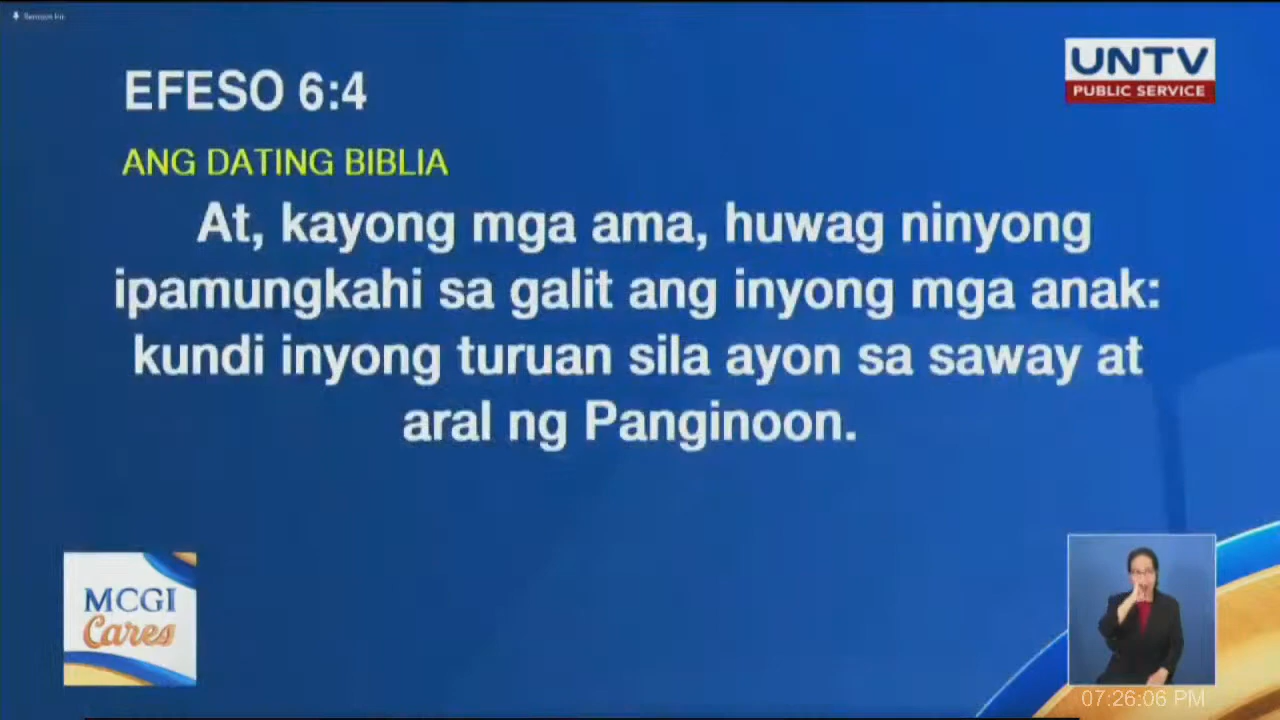 EFESO 6:4
UNTV
PUBLIC SERVICE
ANG DATING BIBLIA
At, kayong mga ama, huwag ninyong
ipamungkahi sa galit ang inyong mga anak:
kundi inyong turuan sila ayon sa saway at
aral ng Panginoon.
MCGI
Cares
07:26:06 PM